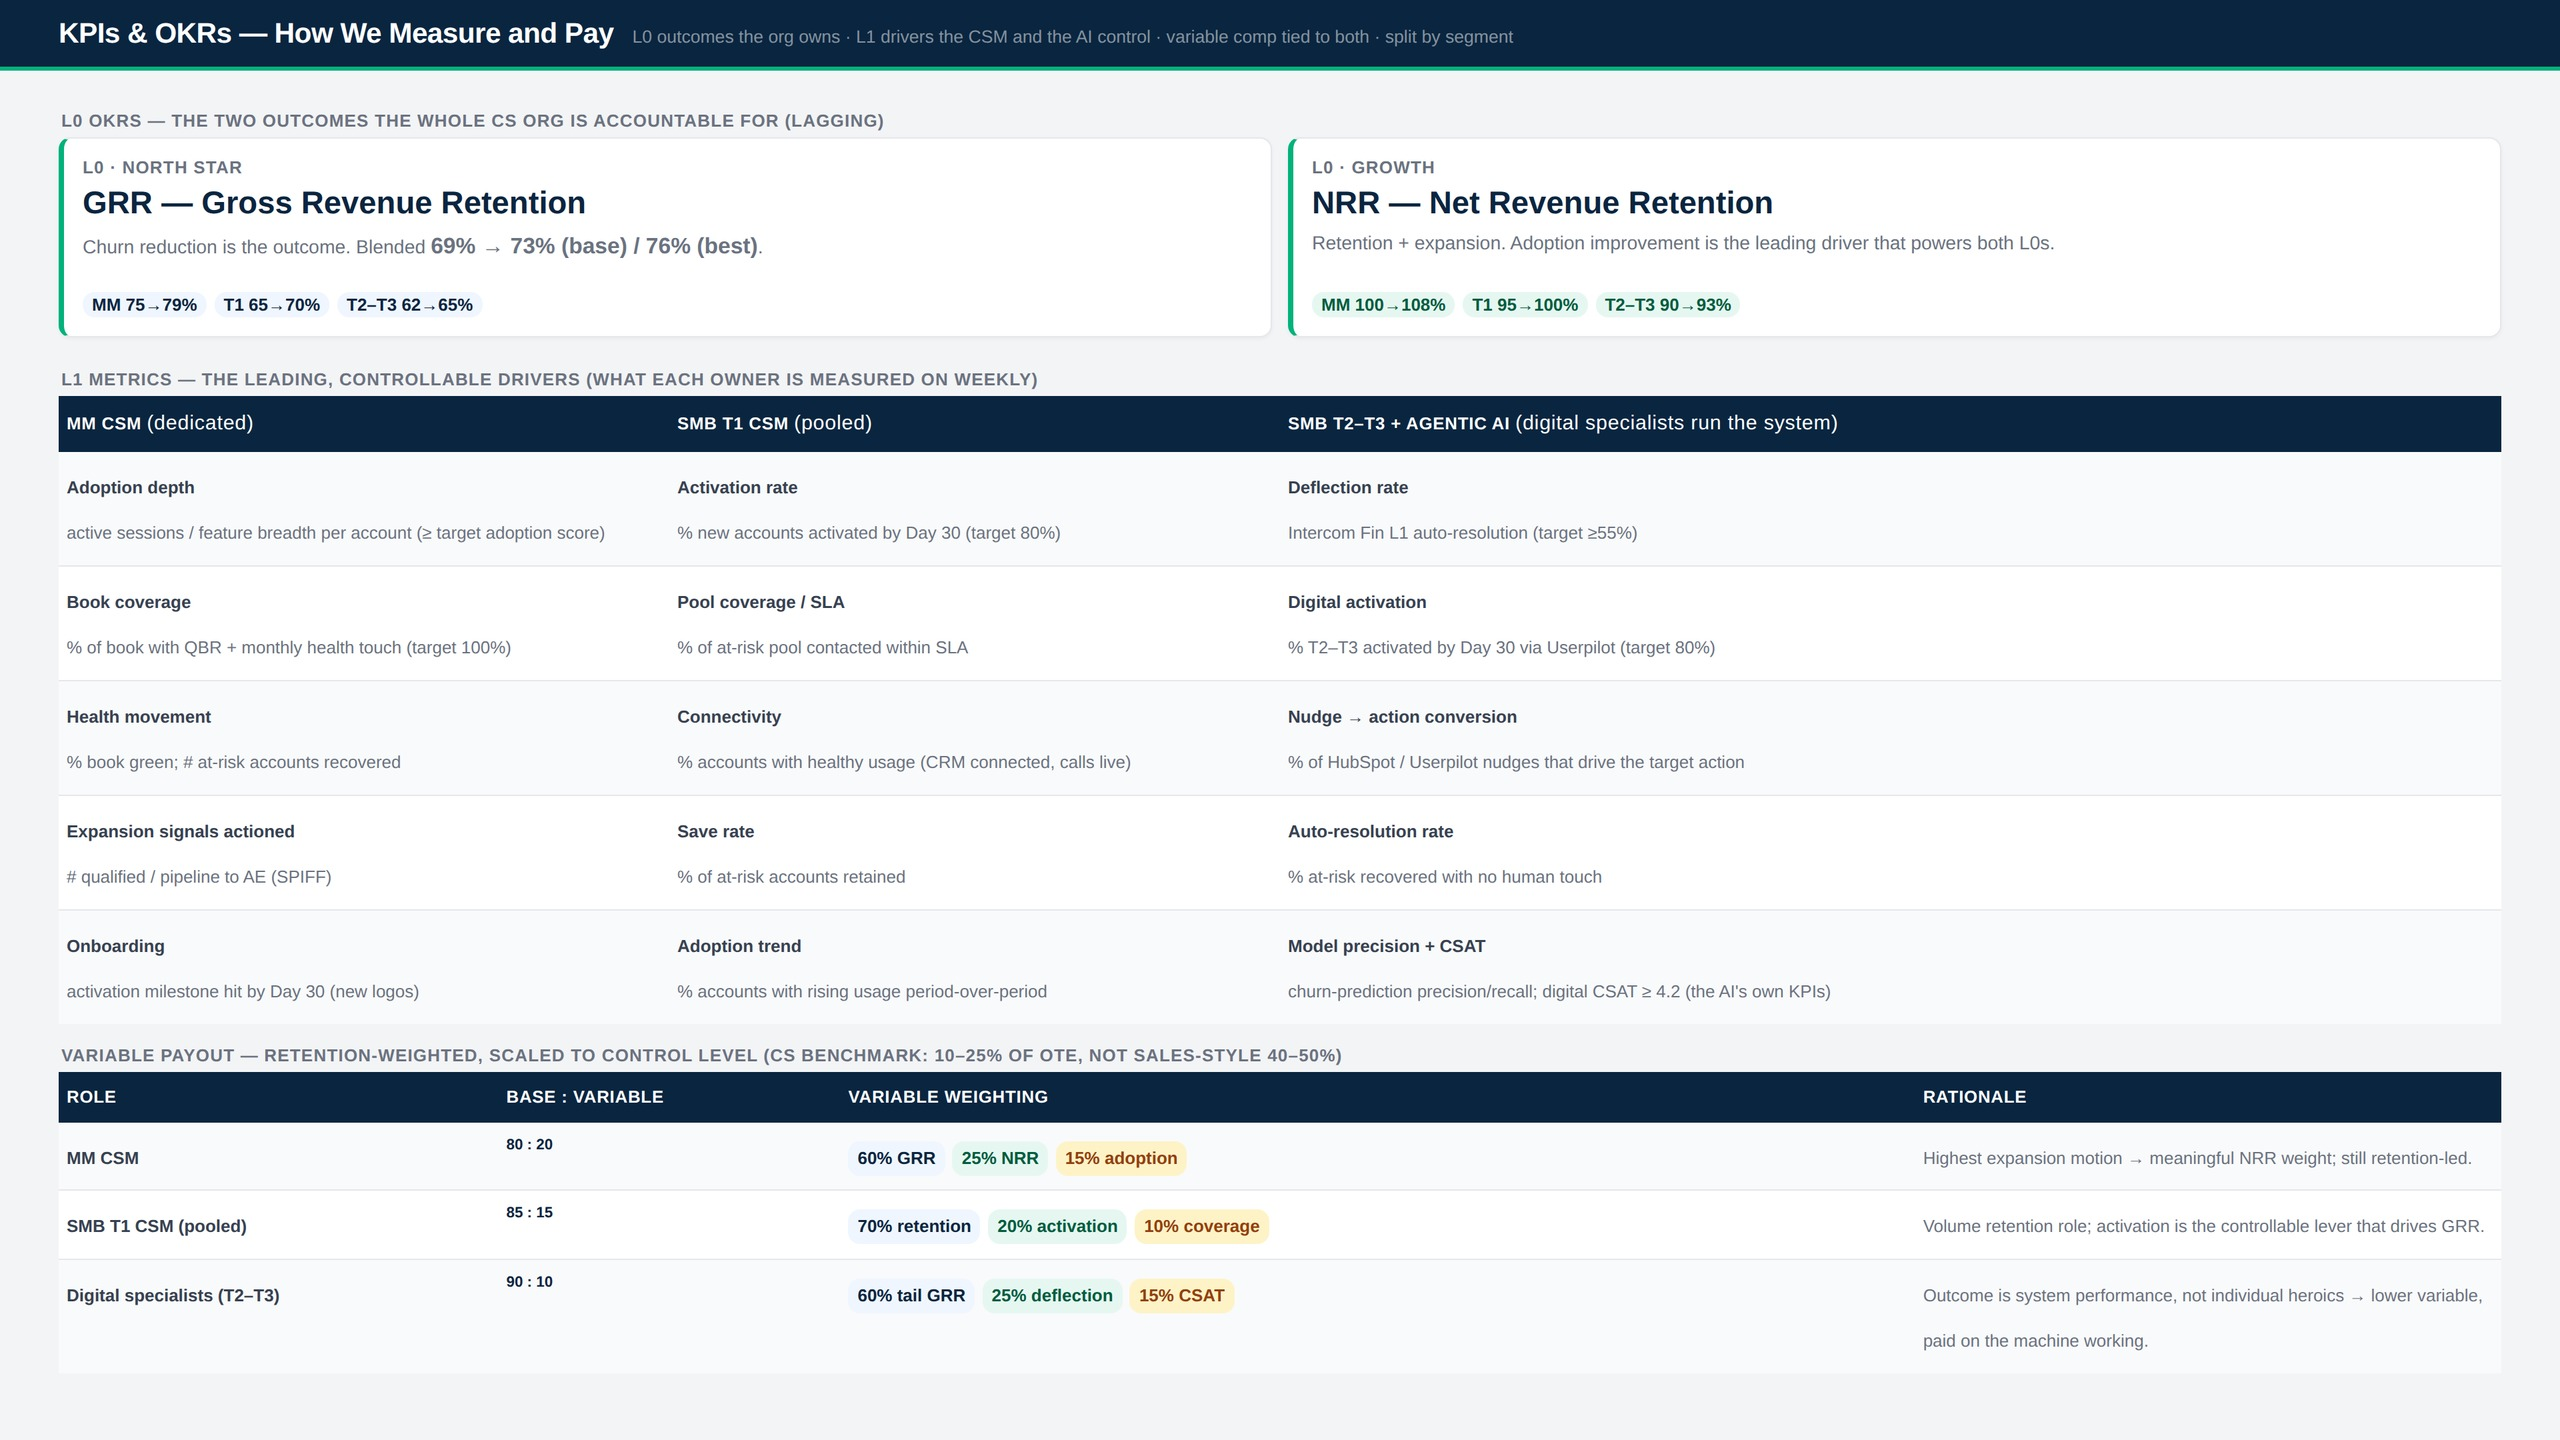 KPIs & OKRs — How We Measure and Pay L0 outcomes the org owns · L1 drivers the CSM and the AI control · variable comp tied to both · split by segment
L0 OKRS — THE TWO OUTCOMES THE WHOLE CS ORG IS ACCOUNTABLE FOR (LAGGING)
L0 · NORTH STAR
GRR — Gross Revenue Retention
Churn reduction is the outcome. Blended 69% → 73% (base) / 76% (best).
MM 75→79% T1 65→70% T2–T3 62→65%
L0 · GROWTH
NRR — Net Revenue Retention
Retention + expansion. Adoption improvement is the leading driver that powers both L0s.
MM 100→108% T1 95→100% T2–T3 90→93%
L1 METRICS — THE LEADING, CONTROLLABLE DRIVERS (WHAT EACH OWNER IS MEASURED ON WEEKLY)
MM CSM (dedicated) SMB T1 CSM (pooled) SMB T2–T3 + AGENTIC AI (digital specialists run the system)
Adoption depth Activation rate Deflection rate
active sessions / feature breadth per account (≥ target adoption score) % new accounts activated by Day 30 (target 80%) Intercom Fin L1 auto-resolution (target ≥55%)
Book coverage Pool coverage / SLA Digital activation
% of book with QBR + monthly health touch (target 100%) % of at-risk pool contacted within SLA % T2–T3 activated by Day 30 via Userpilot (target 80%)
Health movement Connectivity Nudge → action conversion
% book green; # at-risk accounts recovered % accounts with healthy usage (CRM connected, calls live) % of HubSpot / Userpilot nudges that drive the target action
Expansion signals actioned Save rate Auto-resolution rate
# qualified / pipeline to AE (SPIFF) % of at-risk accounts retained % at-risk recovered with no human touch
Onboarding Adoption trend Model precision + CSAT
activation milestone hit by Day 30 (new logos) % accounts with rising usage period-over-period churn-prediction precision/recall; digital CSAT ≥ 4.2 (the AI's own KPIs)
VARIABLE PAYOUT — RETENTION-WEIGHTED, SCALED TO CONTROL LEVEL (CS BENCHMARK: 10–25% OF OTE, NOT SALES-STYLE 40–50%)
ROLE BASE : VARIABLE VARIABLE WEIGHTING RATIONALE
MM CSM 80 : 20 60% GRR 25% NRR 15% adoption Highest expansion motion → meaningful NRR weight; still retention-led.
SMB T1 CSM (pooled) 85 : 15 70% retention 20% activation 10% coverage Volume retention role; activation is the controllable lever that drives GRR.
Digital specialists (T2–T3) 90 : 10 60% tail GRR 25% deflection 15% CSAT Outcome is system performance, not individual heroics → lower variable,
paid on the machine working.